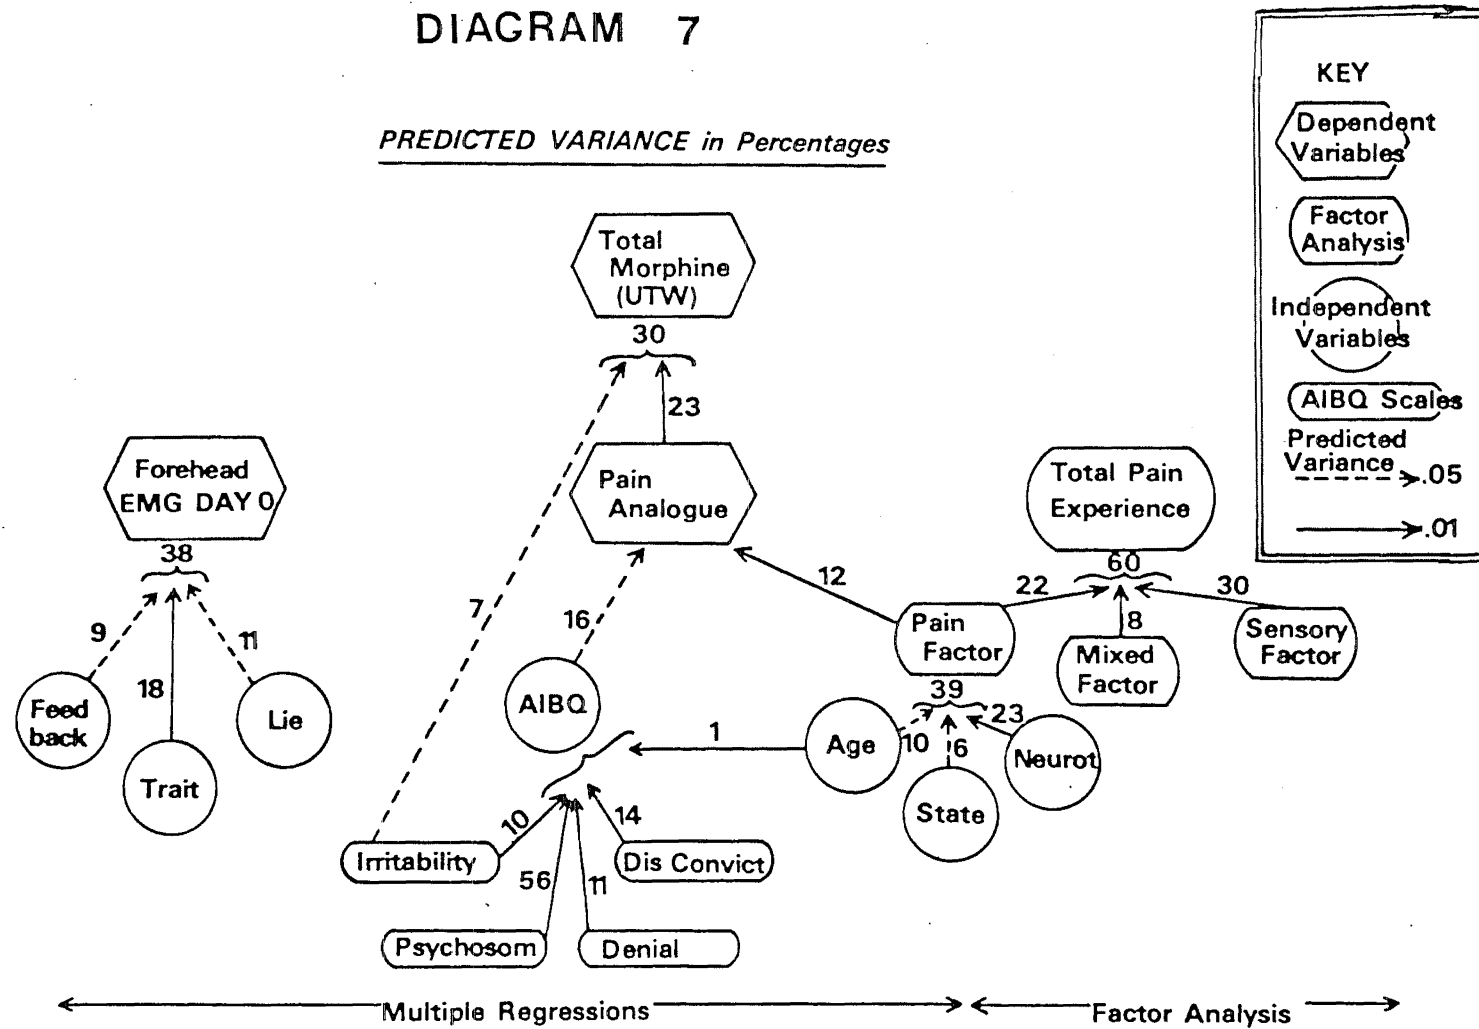 DIAGRAM 7
PREDICTED VARIANCE in Percentages
KEY
Dependent
Variables
Factor
Analysis
Independent
Variables
AIBQ Scales
Predicted
Variance
.05
.01
Total
Morphine
(UTW)
30
23
7
Pain
Analogue
16
12
AIBQ
Forehead
EMG DAY 0
38
9
18
11
Feed
back
Trait
Lie
Total Pain
Experience
60
22
8
30
Pain
Factor
Mixed
Factor
Sensory
Factor
39
10
6
23
Age
State
Neurot
1
10
56
11
14
Irritability
Dis Convict
Psychosom
Denial
Multiple Regressions
Factor Analysis